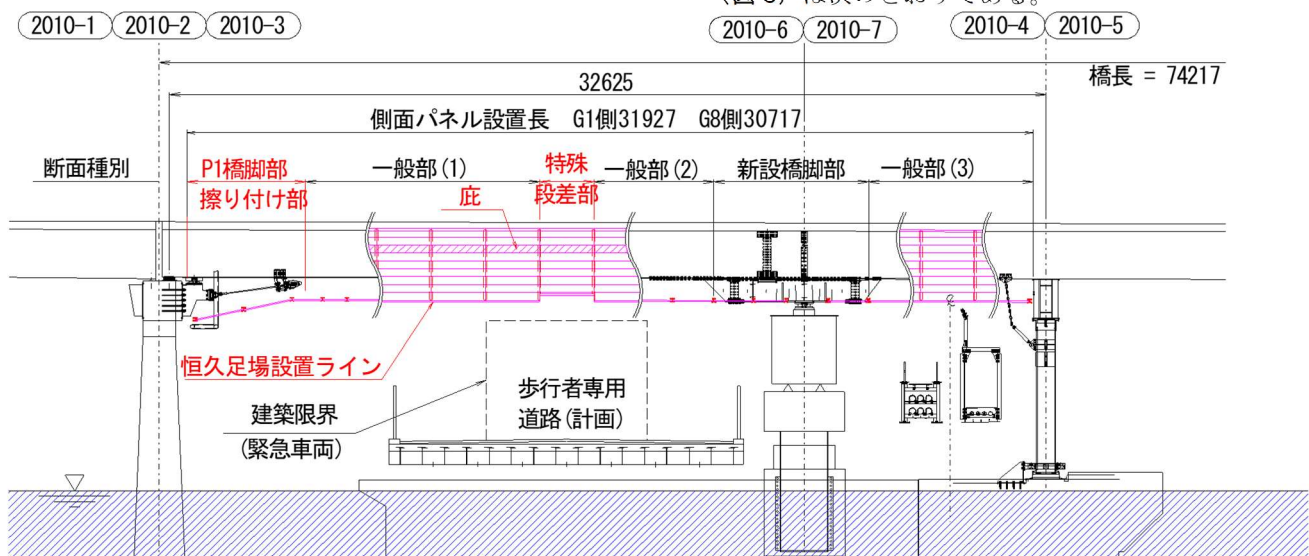 (図 3) は次のとおりである。
2010-1 2010-2 2010-3
2010-6 2010-7
2010-4 2010-5
橋長 = 74217
32625
側面パネル設置長 G1側31927 G8側30717
断面種別
P1橋脚部
擦り付け部
一般部(1)
特殊
段差部
一般部(2)
新設橋脚部
一般部(3)
庇
恒久足場設置ライン
建築限界
(緊急車両)
歩行者専用
道路(計画)